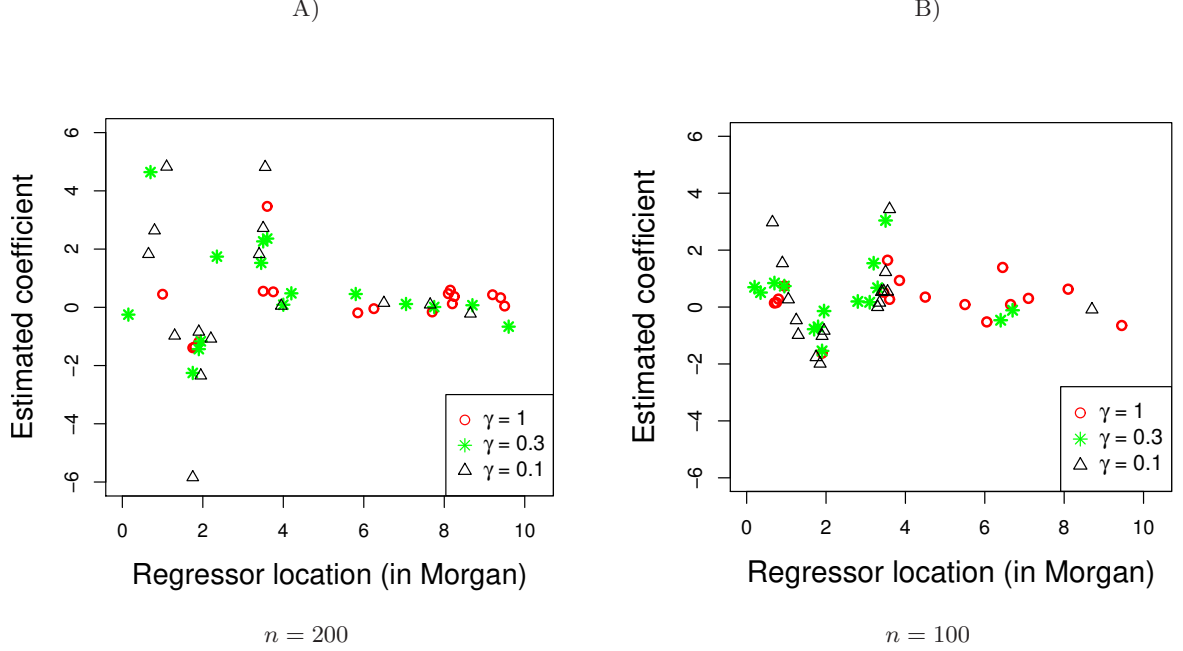 A)
Estimated coefficient
6
4
2
0
−2
−4
−6
0 2 4 6 8 10
Regressor location (in Morgan)
γ = 1
γ = 0.3
γ = 0.1
n = 200
B)
Estimated coefficient
6
4
2
0
−2
−4
−6
0 2 4 6 8 10
Regressor location (in Morgan)
γ = 1
γ = 0.3
γ = 0.1
n = 100